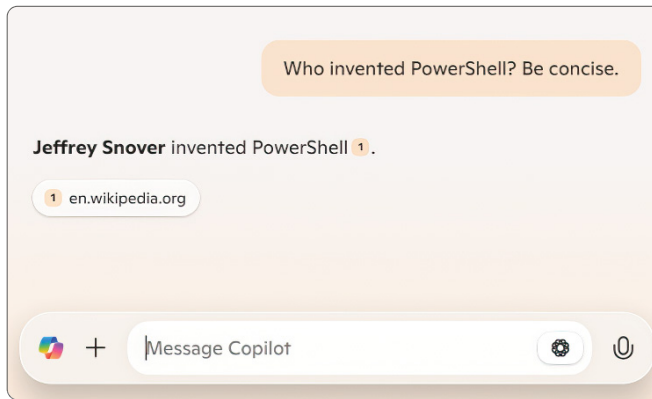 Who invented PowerShell? Be concise.
Jeffrey Snover invented PowerShell 1.
1 en.wikipedia.org
Message Copilot